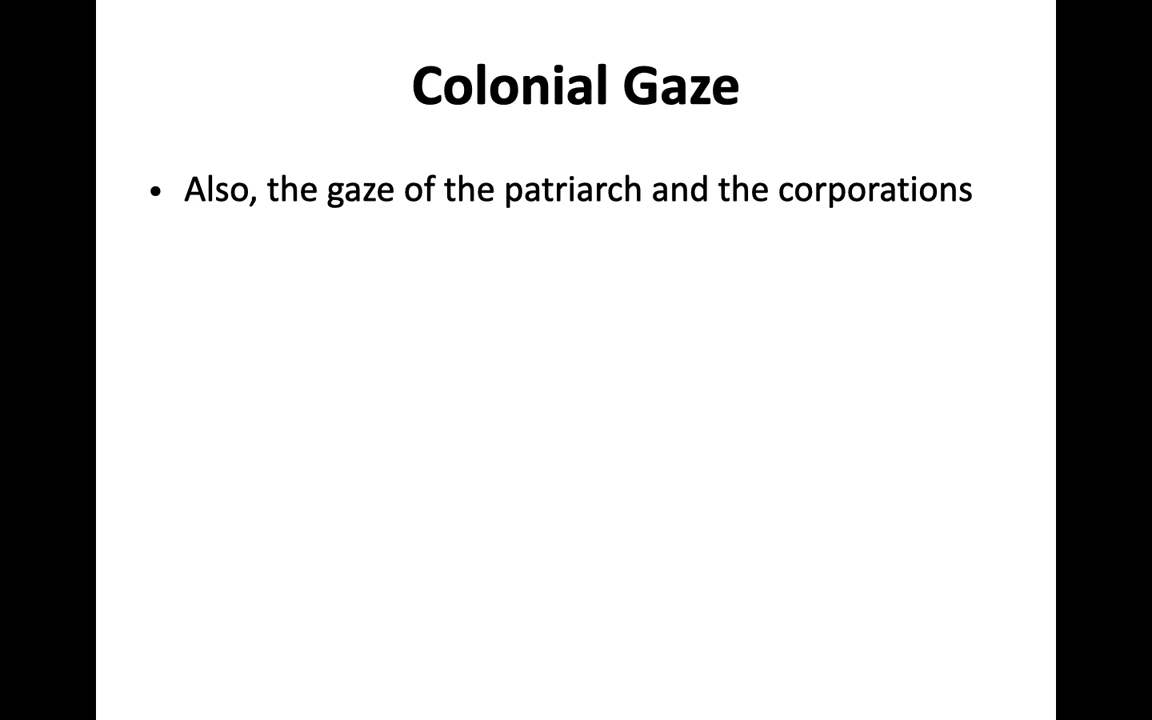 Colonial Gaze
• Also, the gaze of the patriarch and the corporations